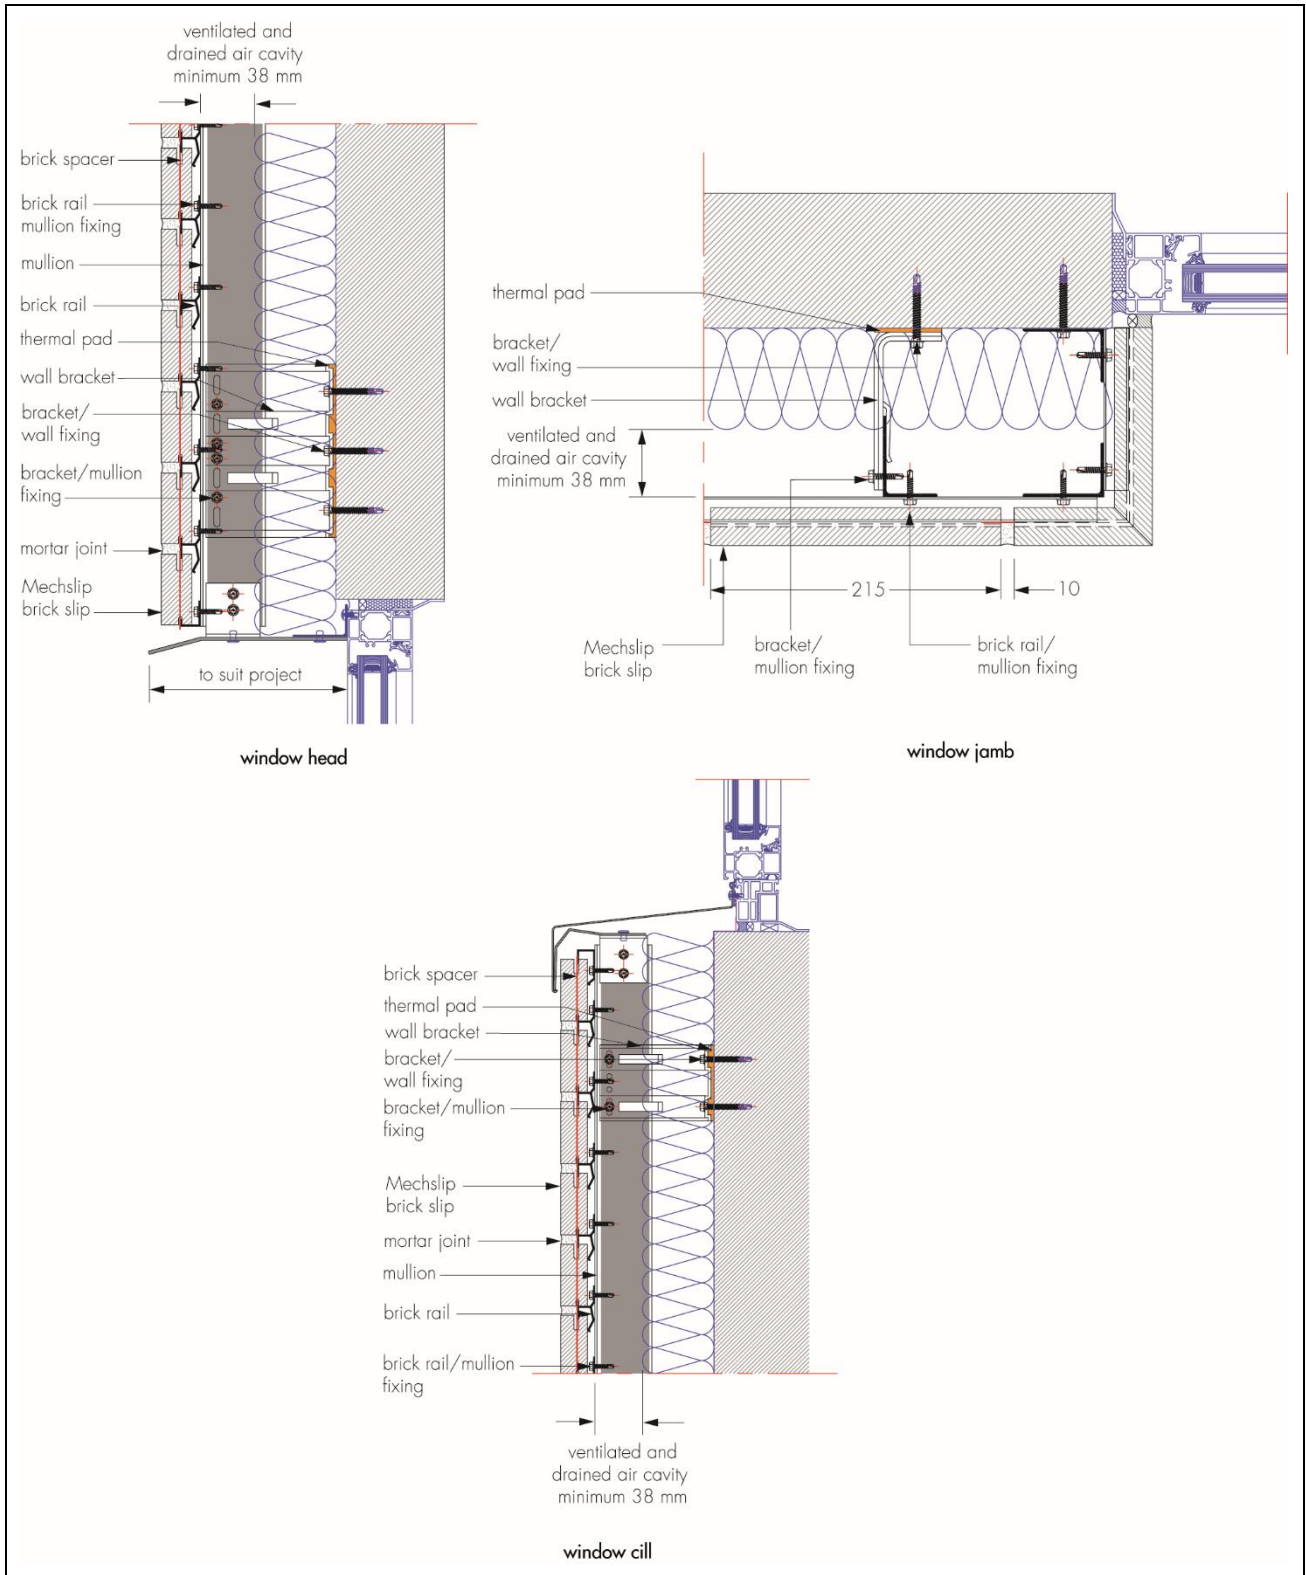 ventilated and
drained air cavity
minimum 38 mm
brick spacer
brick rail
mullion fixing
mullion
brick rail
thermal pad
wall bracket
bracket/
wall fixing
bracket/mullion
fixing
mortar joint
Mechslip
brick slip
to suit project
window head
thermal pad
bracket/
wall fixing
wall bracket
ventilated and
drained air cavity
minimum 38 mm
215
10
Mechslip
brick slip
bracket/
mullion fixing
brick rail/
mullion fixing
window jamb
brick spacer
thermal pad
wall bracket
bracket/
wall fixing
bracket/mullion
fixing
Mechslip
brick slip
mortar joint
mullion
brick rail
brick rail/mullion
fixing
ventilated and
drained air cavity
minimum 38 mm
window cill